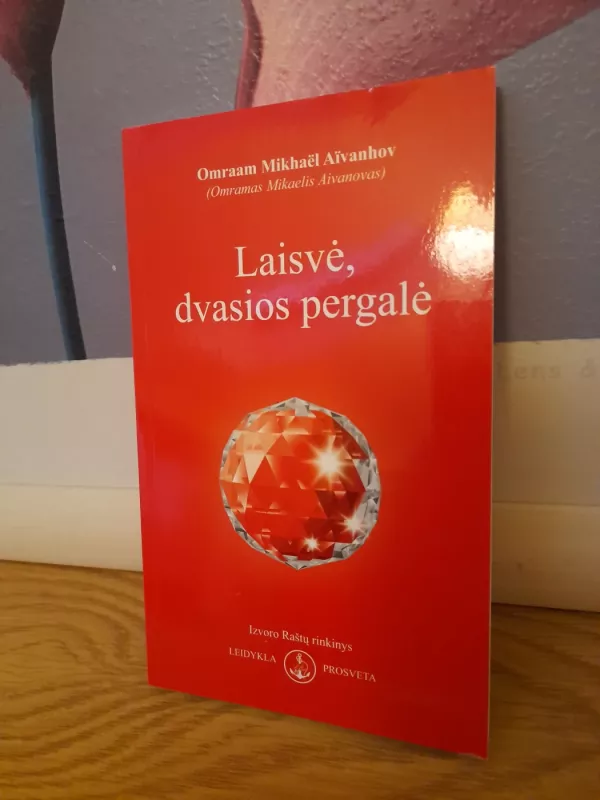 Omraam Mikhaël Aïvanhov
(Omramas Mikaelis Aivanovas)
Laisvė,
dvasios pergalė
Izvoro Raštų rinkinys
LEIDYKLA PROSVETA